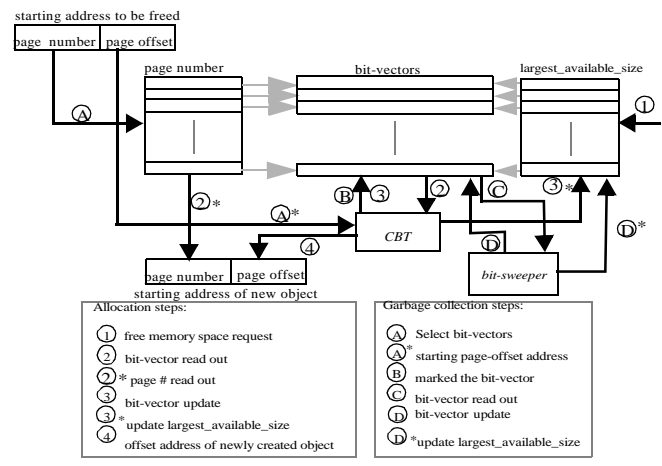 starting address to be freed
page number page offset
page number bit-vectors largest_available_size
A 1
2* B 3 2 C 3*
A* D*
4 CBT D
bit-sweeper
page number page offset
starting address of new object
Allocation steps:
1 free memory space request
2 bit-vector read out
2* page # read out
3 bit-vector update
3* update largest_available_size
4 offset address of newly created object
Garbage collection steps:
A Select bit-vectors
A* starting page-offset address
B marked the bit-vector
C bit-vector read out
D bit-vector update
D *update largest_available_size